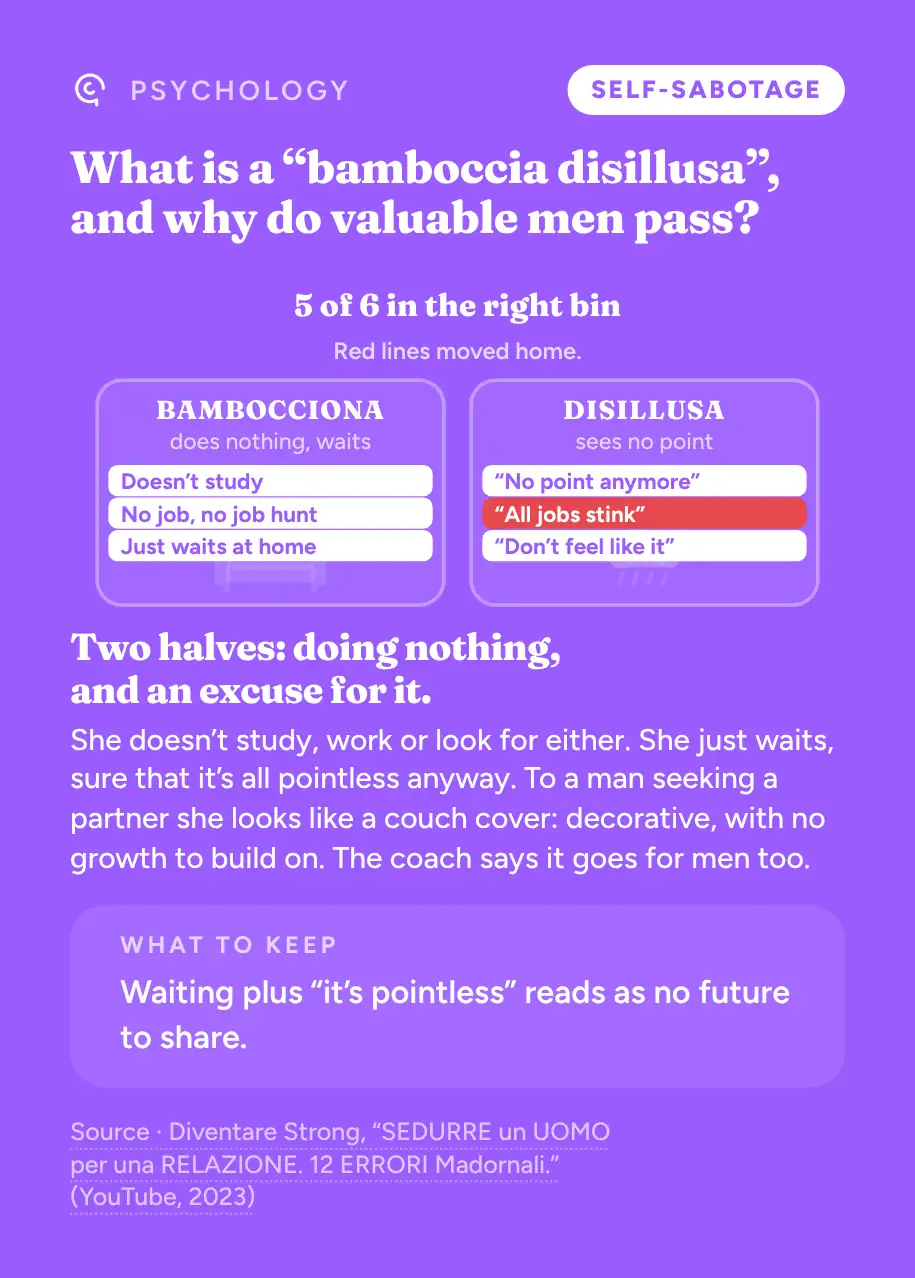 PSYCHOLOGY
SELF-SABOTAGE
What is a “bamboccia disillusa”,
and why do valuable men pass?
5 of 6 in the right bin
Red lines moved home.
BAMBOCCIONA
does nothing, waits
Doesn’t study
No job, no job hunt
Just waits at home
DISILLUSA
sees no point
“No point anymore”
“All jobs stink”
“Don’t feel like it”
Two halves: doing nothing,
and an excuse for it.
She doesn’t study, work or look for either. She just waits,
sure that it’s all pointless anyway. To a man seeking a
partner she looks like a couch cover: decorative, with no
growth to build on. The coach says it goes for men too.
WHAT TO KEEP
Waiting plus “it’s pointless” reads as no future
to share.
Source · Diventare Strong, “SEDURRE un UOMO
per una RELAZIONE. 12 ERRORI Madornali.”
(YouTube, 2023)